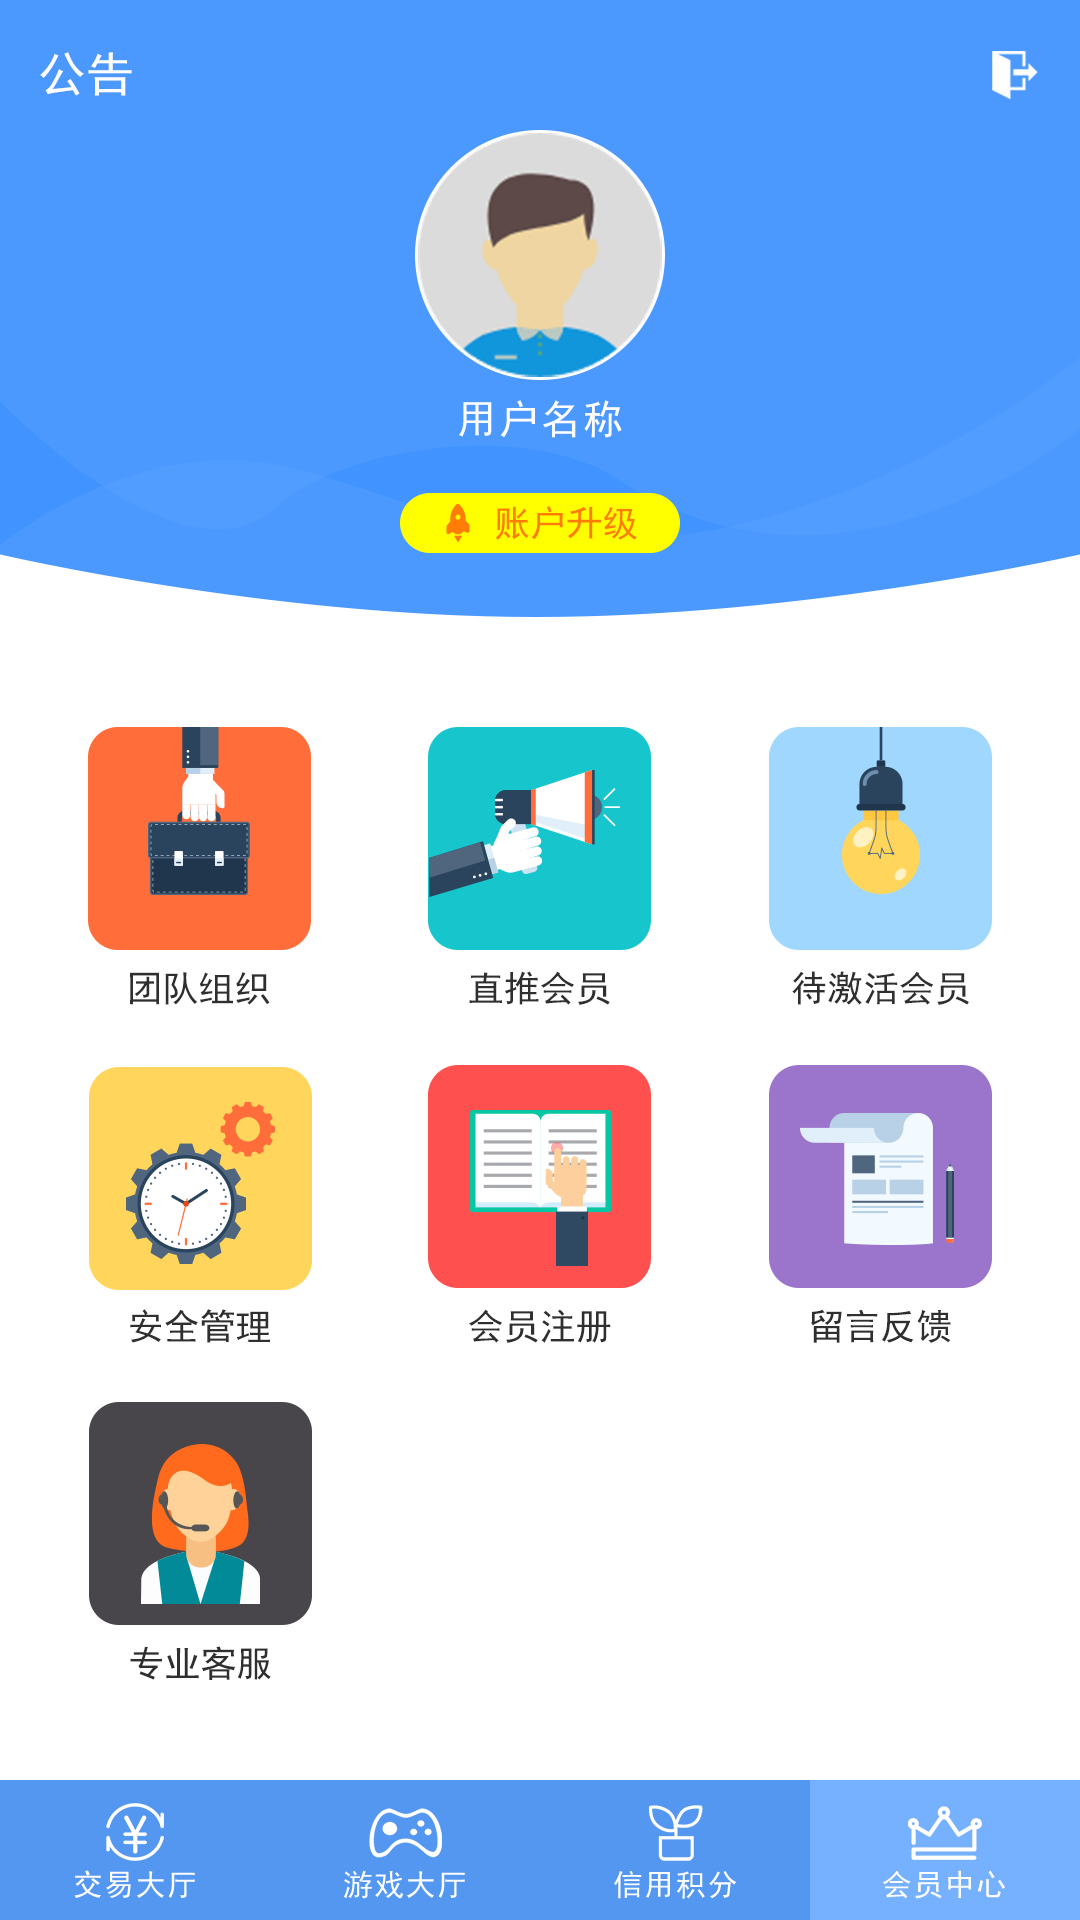 公告
用户名称
账户升级
团队组织
直推会员
待激活会员
安全管理
会员注册
留言反馈
专业客服
交易大厅
游戏大厅
信用积分
会员中心